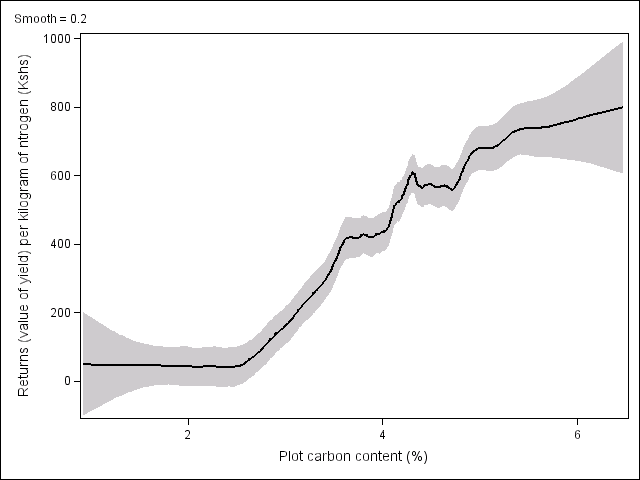 Smooth = 0.2
Returns (value of yield) per kilogram of ntrogen (Kshs)
1000
800
600
400
200
0
2 4 6
Plot carbon content (%)